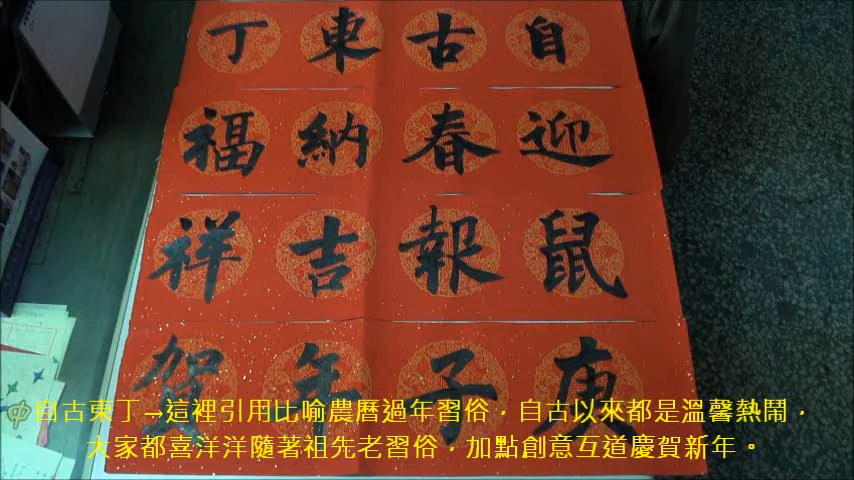 自古東丁
迎春納福
鼠報吉祥
庚子年賀
自古東丁→這裡引用比喻農曆過年習俗，自古以來都是溫馨熱鬧，
大家都喜洋洋隨著祖先老習俗，加點創意互道慶賀新年。
中